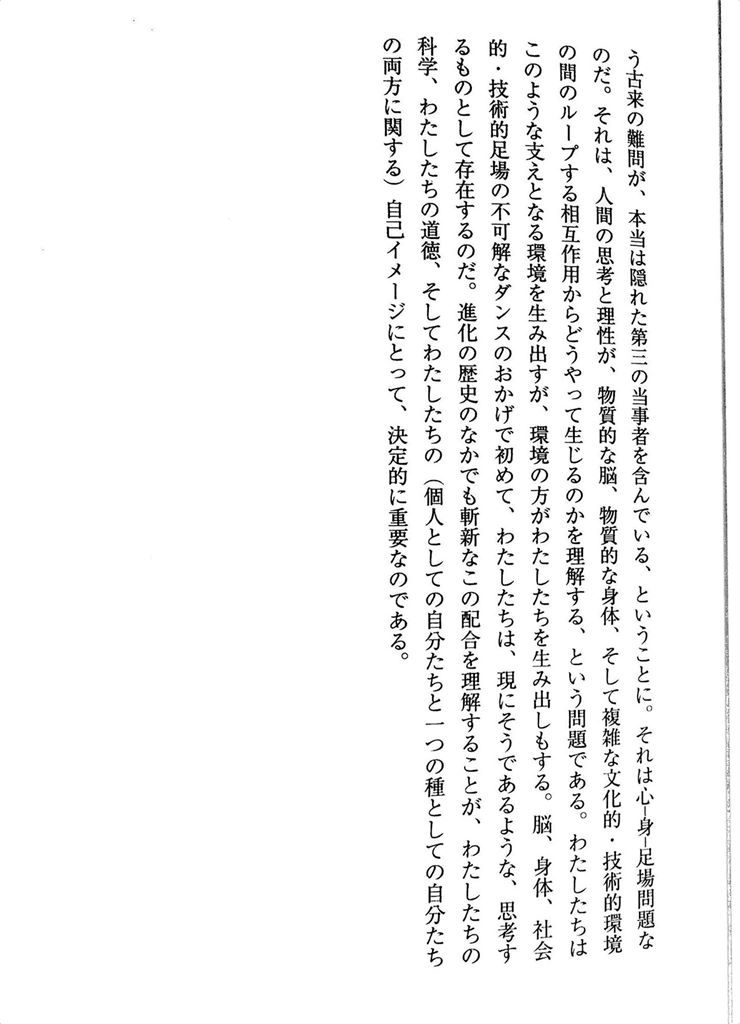 う古来の難問が、本当は隠れた第三の当事者を含んでいる、ということに。それは心–身–足場問題な
のだ。それは、人間の思考と理性が、物質的な脳、物質的な身体、そして複雑な文化的・技術的環境
の間のループする相互作用からどうやって生じるのかを理解する、という問題である。わたしたちは
このような支えとなる環境を生み出すが、環境の方がわたしたちを生み出しもする。脳、身体、社会
的・技術的足場の不可解なダンスのおかげで初めて、わたしたちは、現にそうであるような、思考す
るものとして存在するのだ。進化の歴史のなかでも斬新なこの配合を理解することが、わたしたちの
科学、わたしたちの道徳、そしてわたしたちの（個人としての自分たちと一つの種としての自分たち
の両方に関する）自己イメージにとって、決定的に重要なのである。